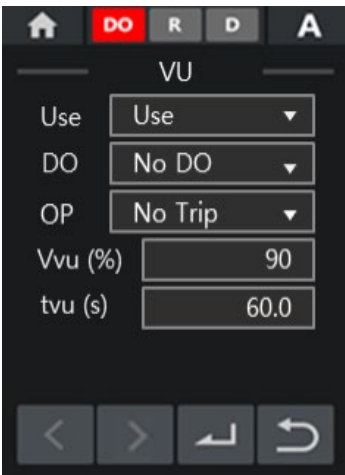 DO R D A
VU
Use Use
DO No DO
OP No Trip
Vvu (%) 90
tvu (s) 60.0